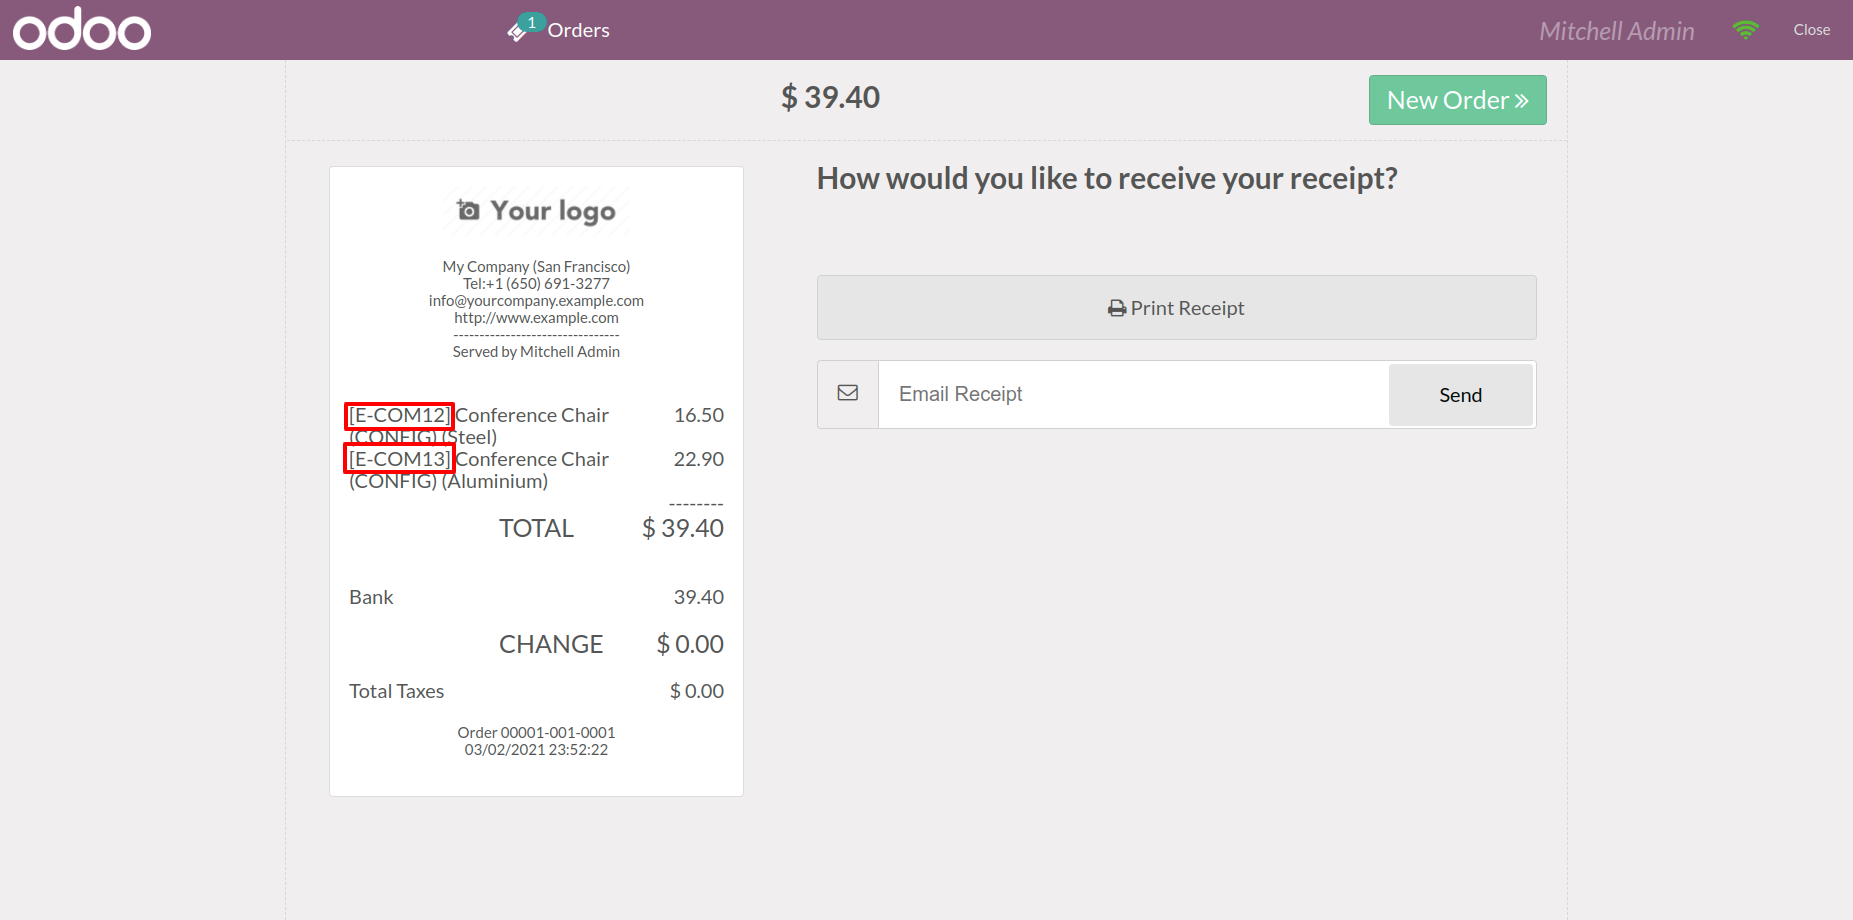 odoo 1 Orders Mitchell Admin Close
$ 39.40 New Order »
Your logo
My Company (San Francisco)
Tel:+1 (650) 691-3277
info@yourcompany.example.com
http://www.example.com
--------------------------------
Served by Mitchell Admin
[E-COM12] Conference Chair 16.50
(CONFIG) (Steel)
[E-COM13] Conference Chair 22.90
(CONFIG) (Aluminium)
--------
TOTAL $ 39.40
Bank 39.40
CHANGE $ 0.00
Total Taxes $ 0.00
Order 00001-001-0001
03/02/2021 23:52:22
How would you like to receive your receipt?
Print Receipt
Email Receipt Send